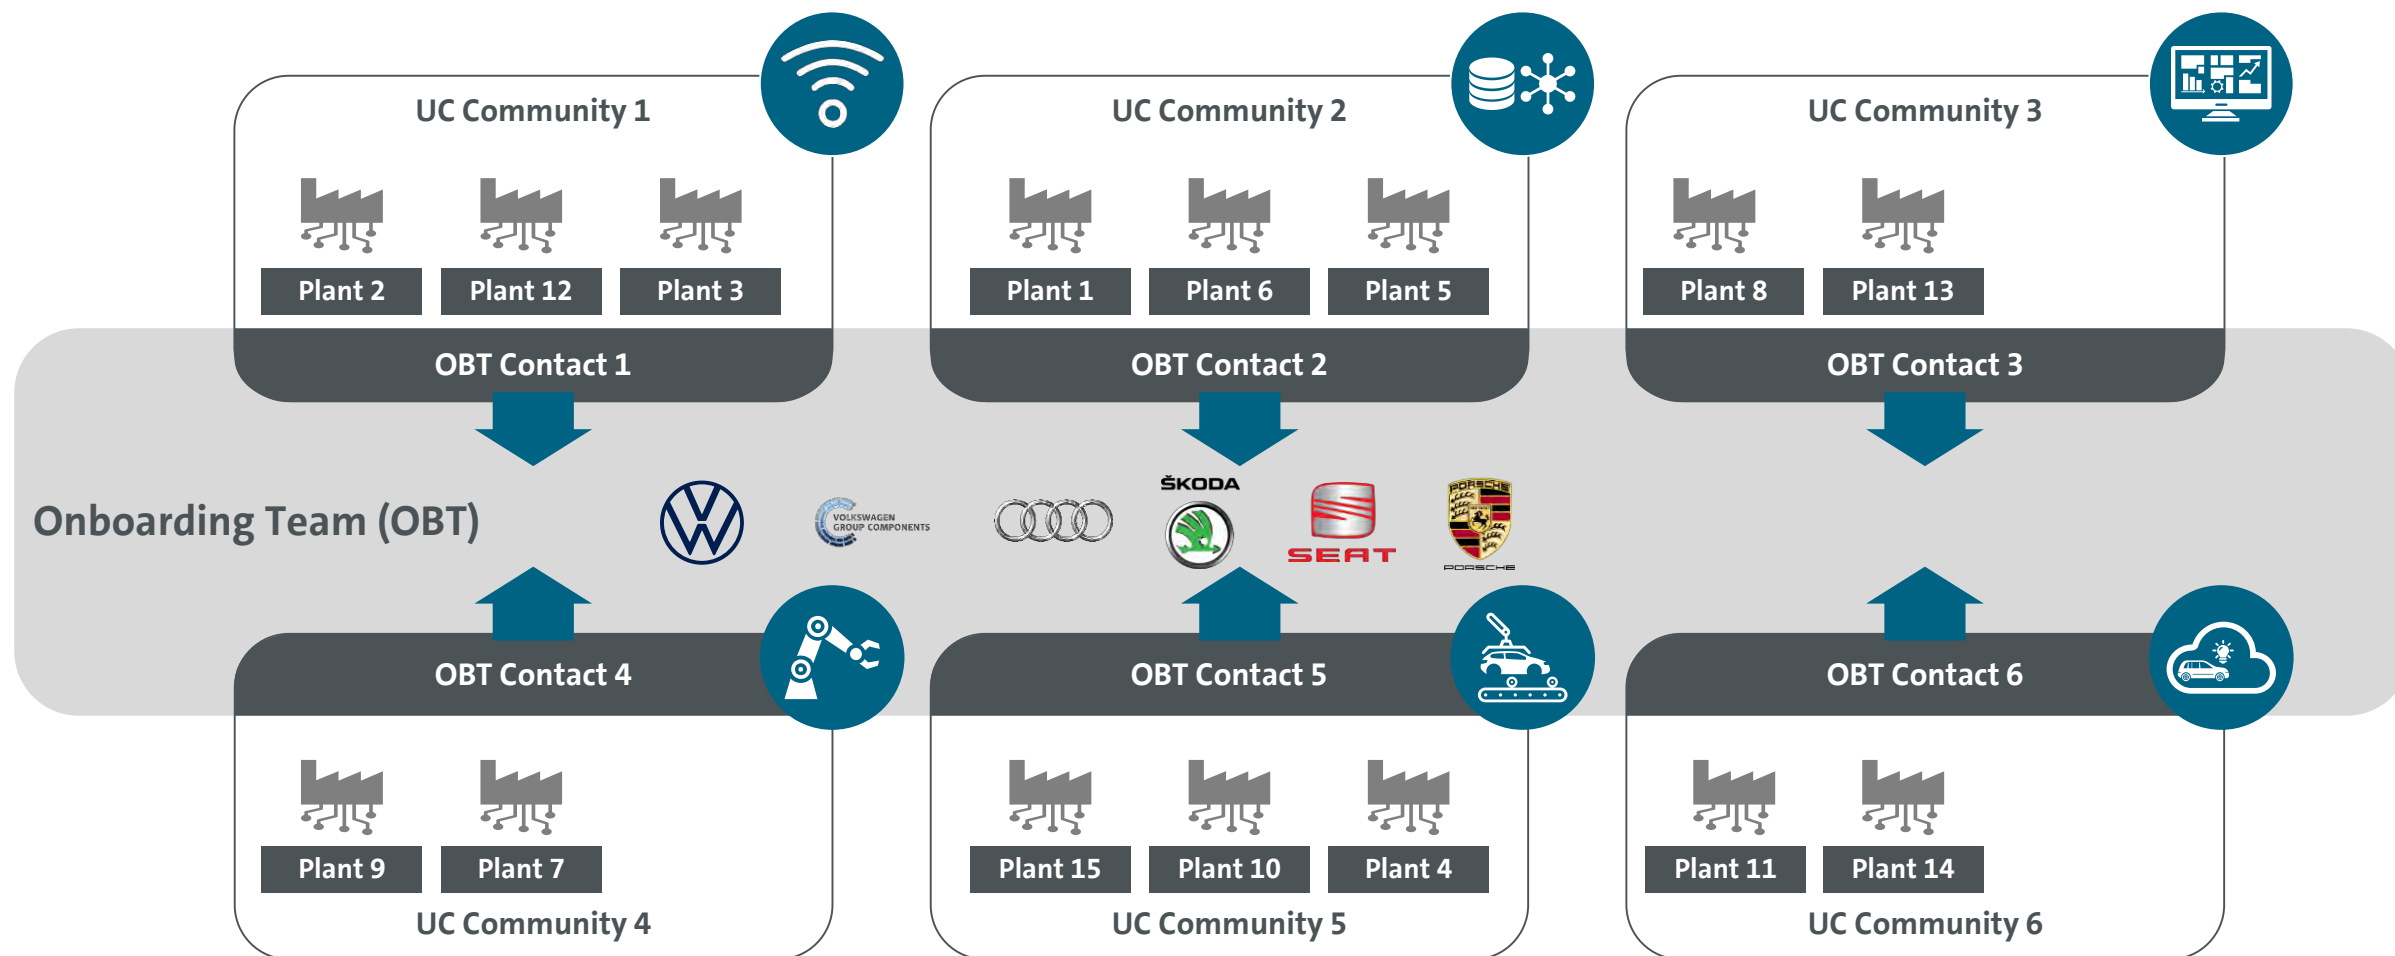 UC Community 1
UC Community 2
UC Community 3
Plant 2
Plant 12
Plant 3
Plant 1
Plant 6
Plant 5
Plant 8
Plant 13
OBT Contact 1
OBT Contact 2
OBT Contact 3
Onboarding Team (OBT)
VOLKSWAGEN
GROUP COMPONENTS
ŠKODA
SEAT
PORSCHE
PORSCHE
OBT Contact 4
OBT Contact 5
OBT Contact 6
Plant 9
Plant 7
Plant 15
Plant 10
Plant 4
Plant 11
Plant 14
UC Community 4
UC Community 5
UC Community 6